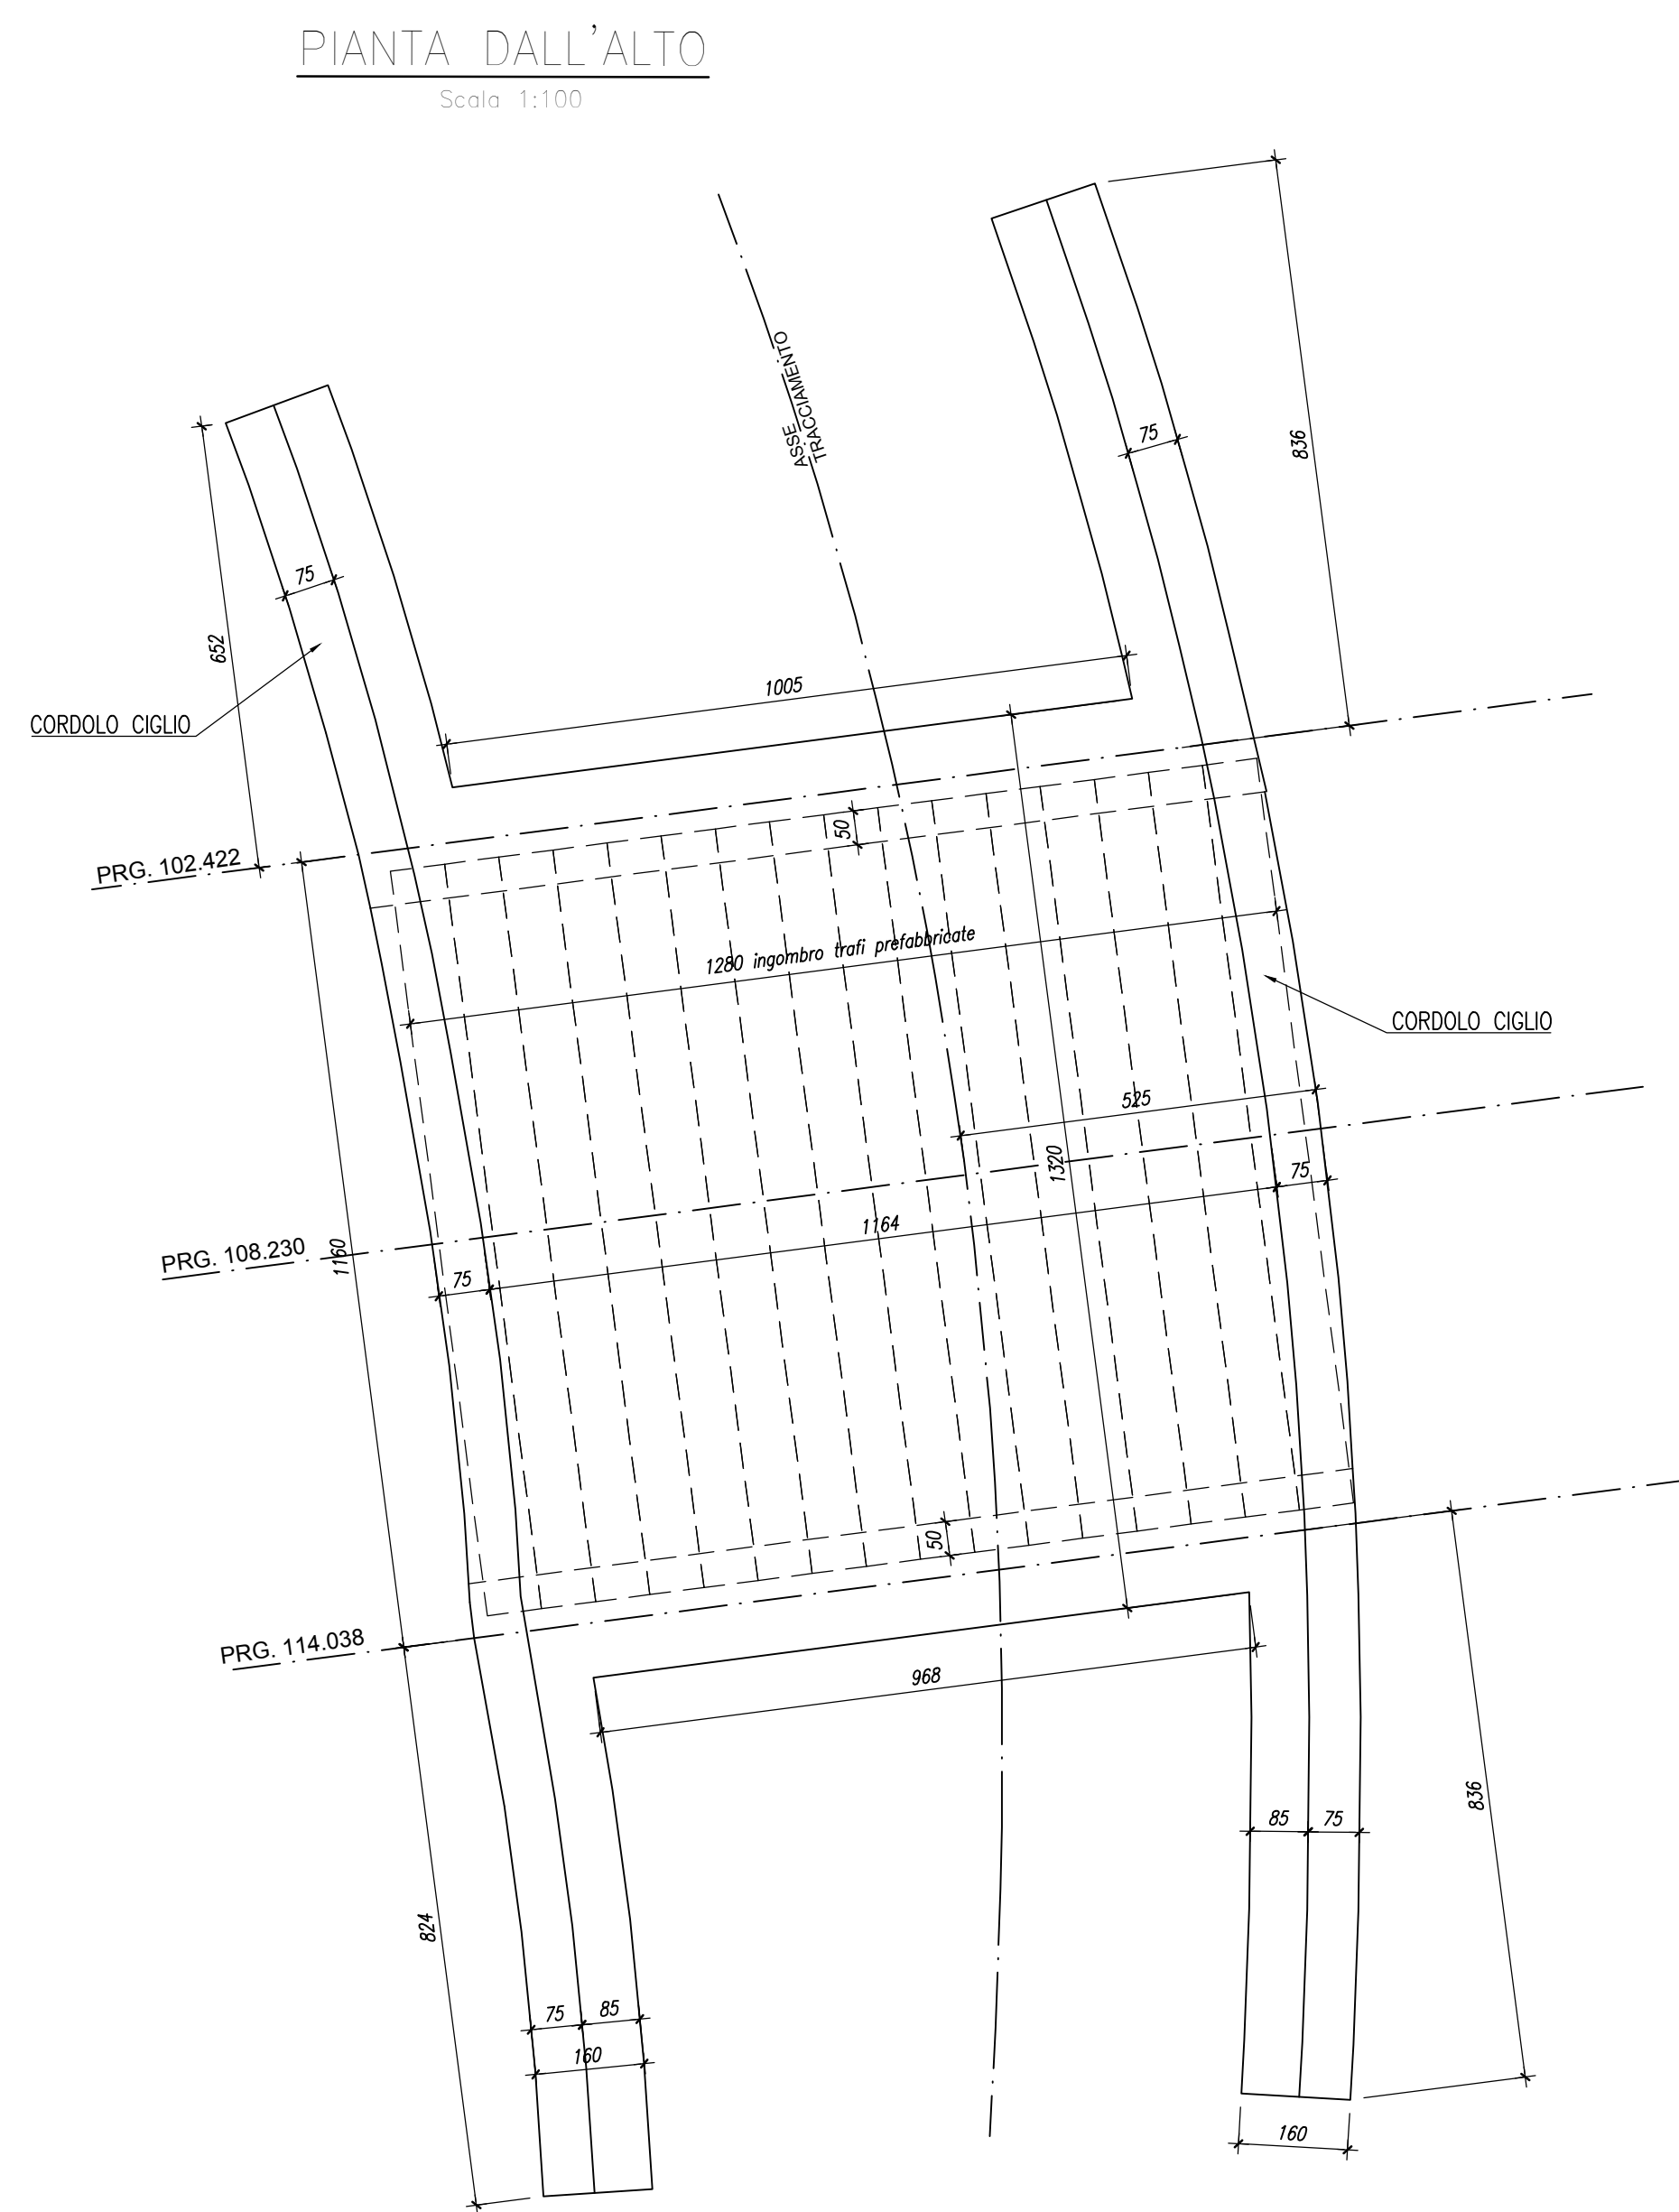 PIANTA DALL'ALTO
Scala 1:100
836
ASSE
TRACCIAMENTO
75
75
652
1005
CORDOLO CIGLIO
50
PRG. 102.422
1280 ingombro trafi prefabbricate
CORDOLO CIGLIO
525
1320
75
1164
PRG. 108.230
1160
75
50
PRG. 114.038
968
836
85
75
824
75
85
160
160